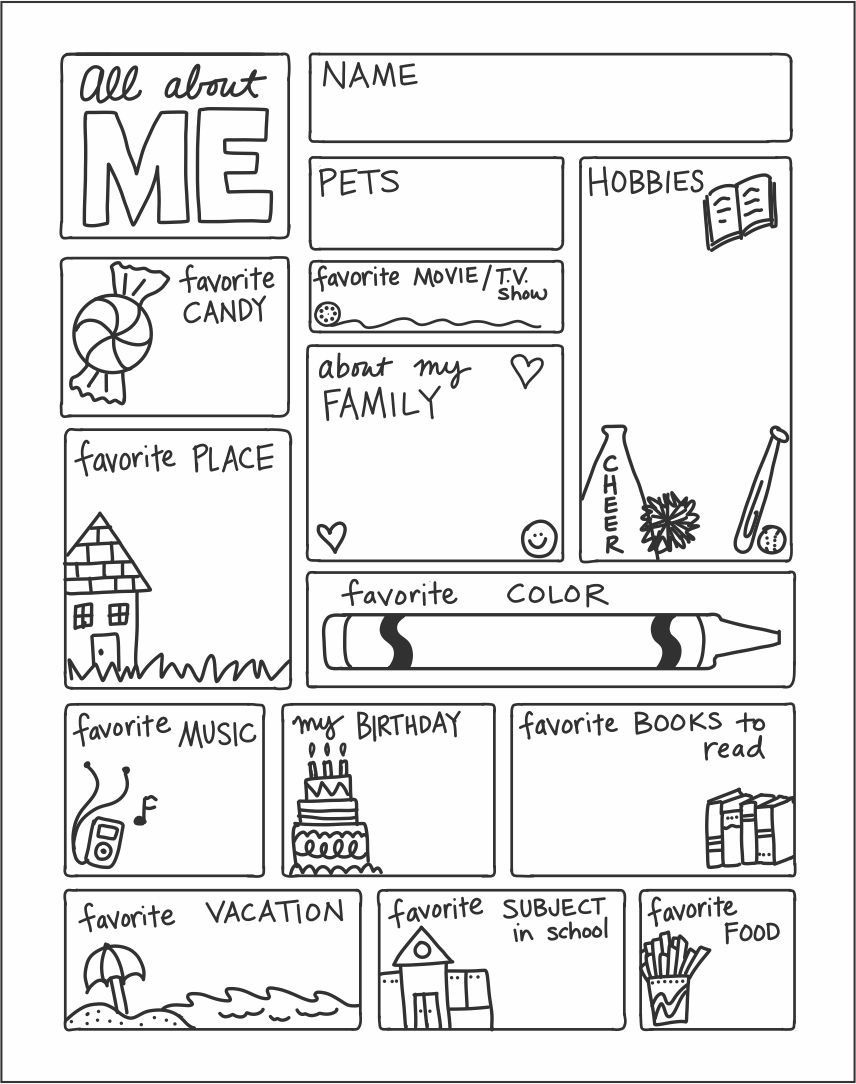 All about
ME
NAME
PETS
HOBBIES
favorite
CANDY
favorite MOVIE/T.V.
Show
about my
FAMILY
favorite PLACE
CHEER
favorite COLOR
favorite MUSIC
my BIRTHDAY
favorite BOOKS to
read
favorite VACATION
favorite SUBJECT
in school
favorite
FOOD